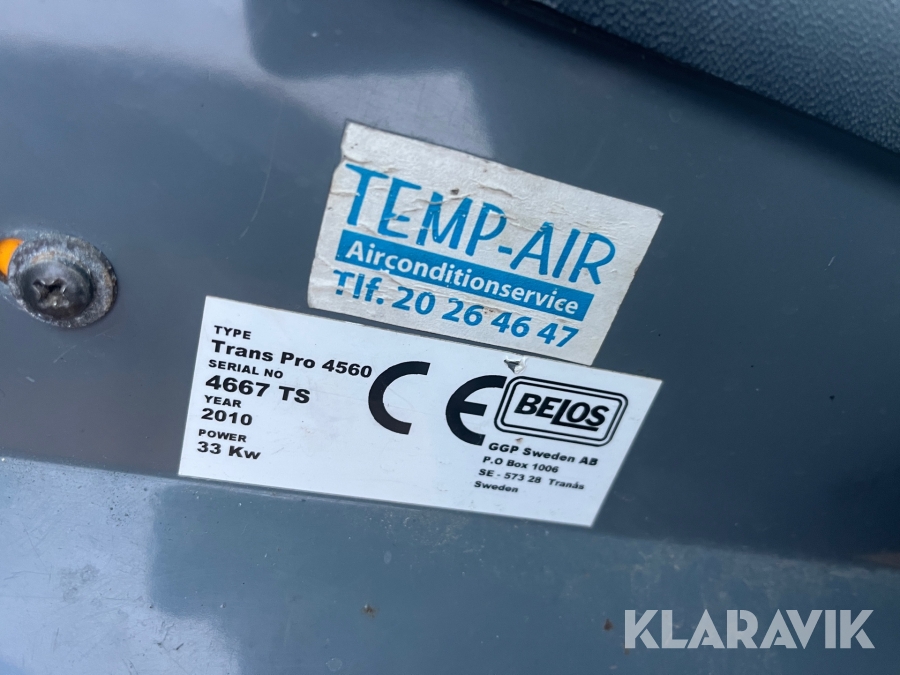 TEMP-AIR
Airconditionservice
Tlf. 20 26 46 47
TYPE
Trans Pro 4560
SERIAL NO
4667 TS
YEAR
2010
POWER
33 Kw
CE
BELOS
GGP Sweden AB
P.O Box 1006
SE - 573 28 Tranås
Sweden
KLARAVIK